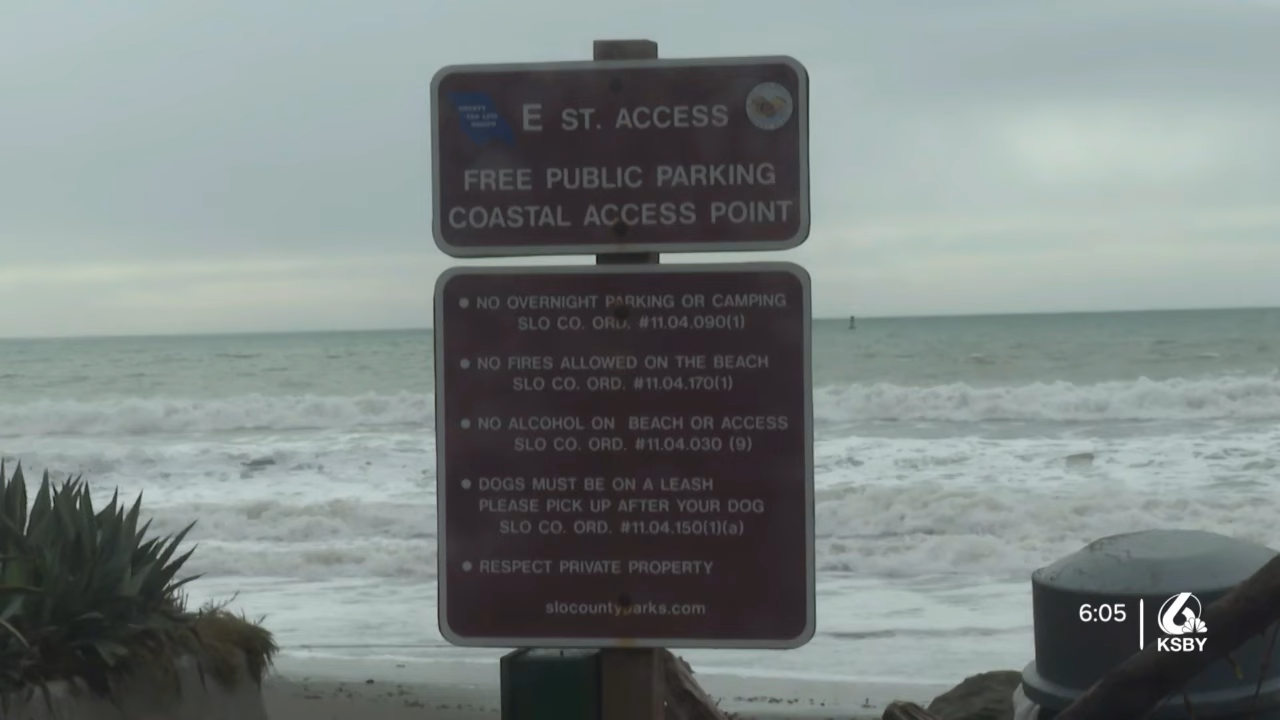 E ST. ACCESS
FREE PUBLIC PARKING
COASTAL ACCESS POINT
● NO OVERNIGHT PARKING OR CAMPING
SLO CO. ORD. #11.04.090(1)
● NO FIRES ALLOWED ON THE BEACH
SLO CO. ORD. #11.04.170(1)
● NO ALCOHOL ON BEACH OR ACCESS
SLO CO. ORD. #11.04.030 (9)
● DOGS MUST BE ON A LEASH
PLEASE PICK UP AFTER YOUR DOG
SLO CO. ORD. #11.04.150(1)(a)
● RESPECT PRIVATE PROPERTY
slocountyparks.com
6:05
6
KSBY